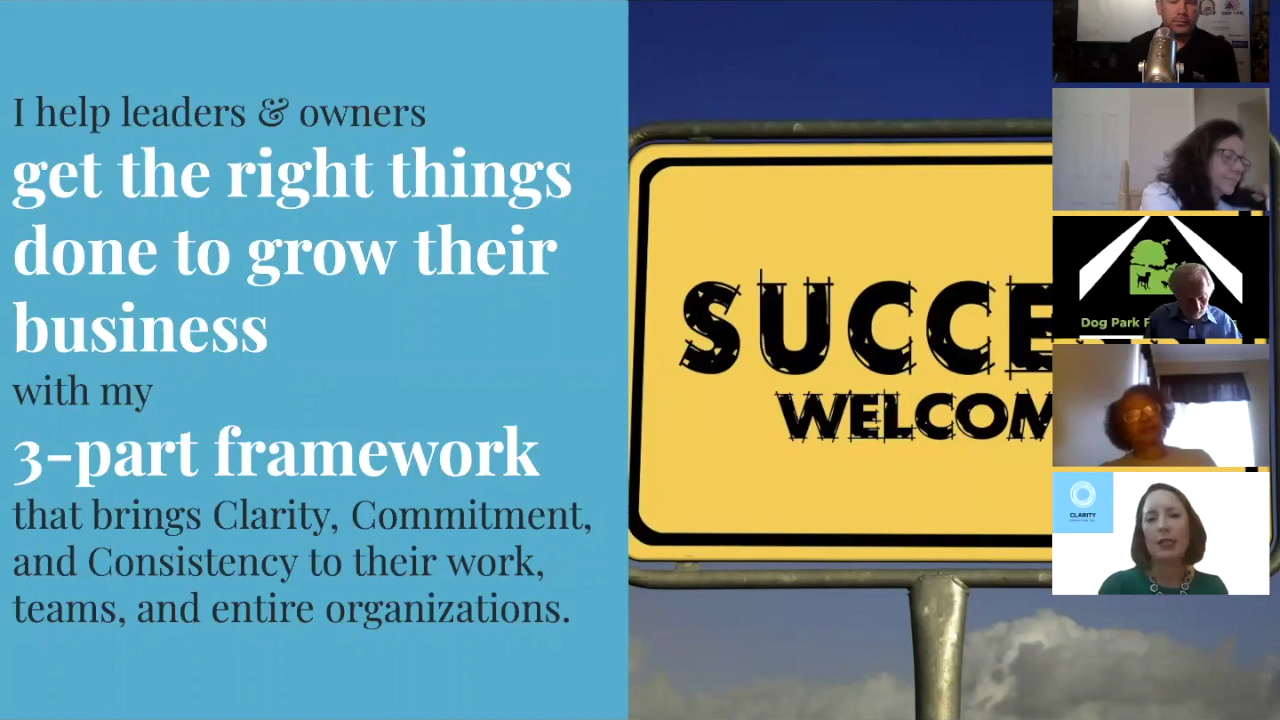 I help leaders & owners
get the right things
done to grow their
business
with my
3-part framework
that brings Clarity, Commitment,
and Consistency to their work,
teams, and entire organizations.
SUCCE
WELCOM
Dog Park F
CLARITY